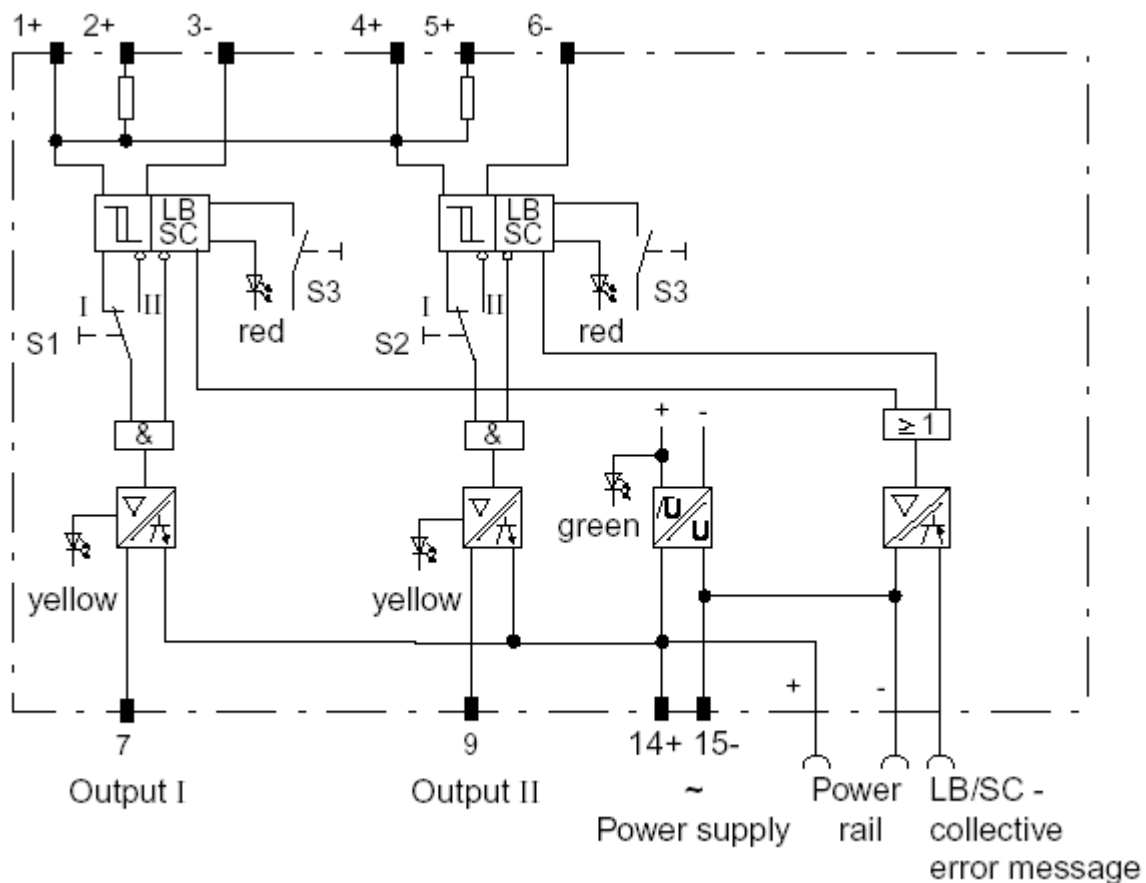 1+ 2+ 3- 4+ 5+ 6-
LB SC
LB SC
I II
S3
I II
S3
S1
red
S2
red
& & + - ≥ 1
green
U U
yellow
yellow
+ -
7 9 14+ 15-
Output I
Output II
~
Power supply
Power rail
LB/SC -
collective
error message